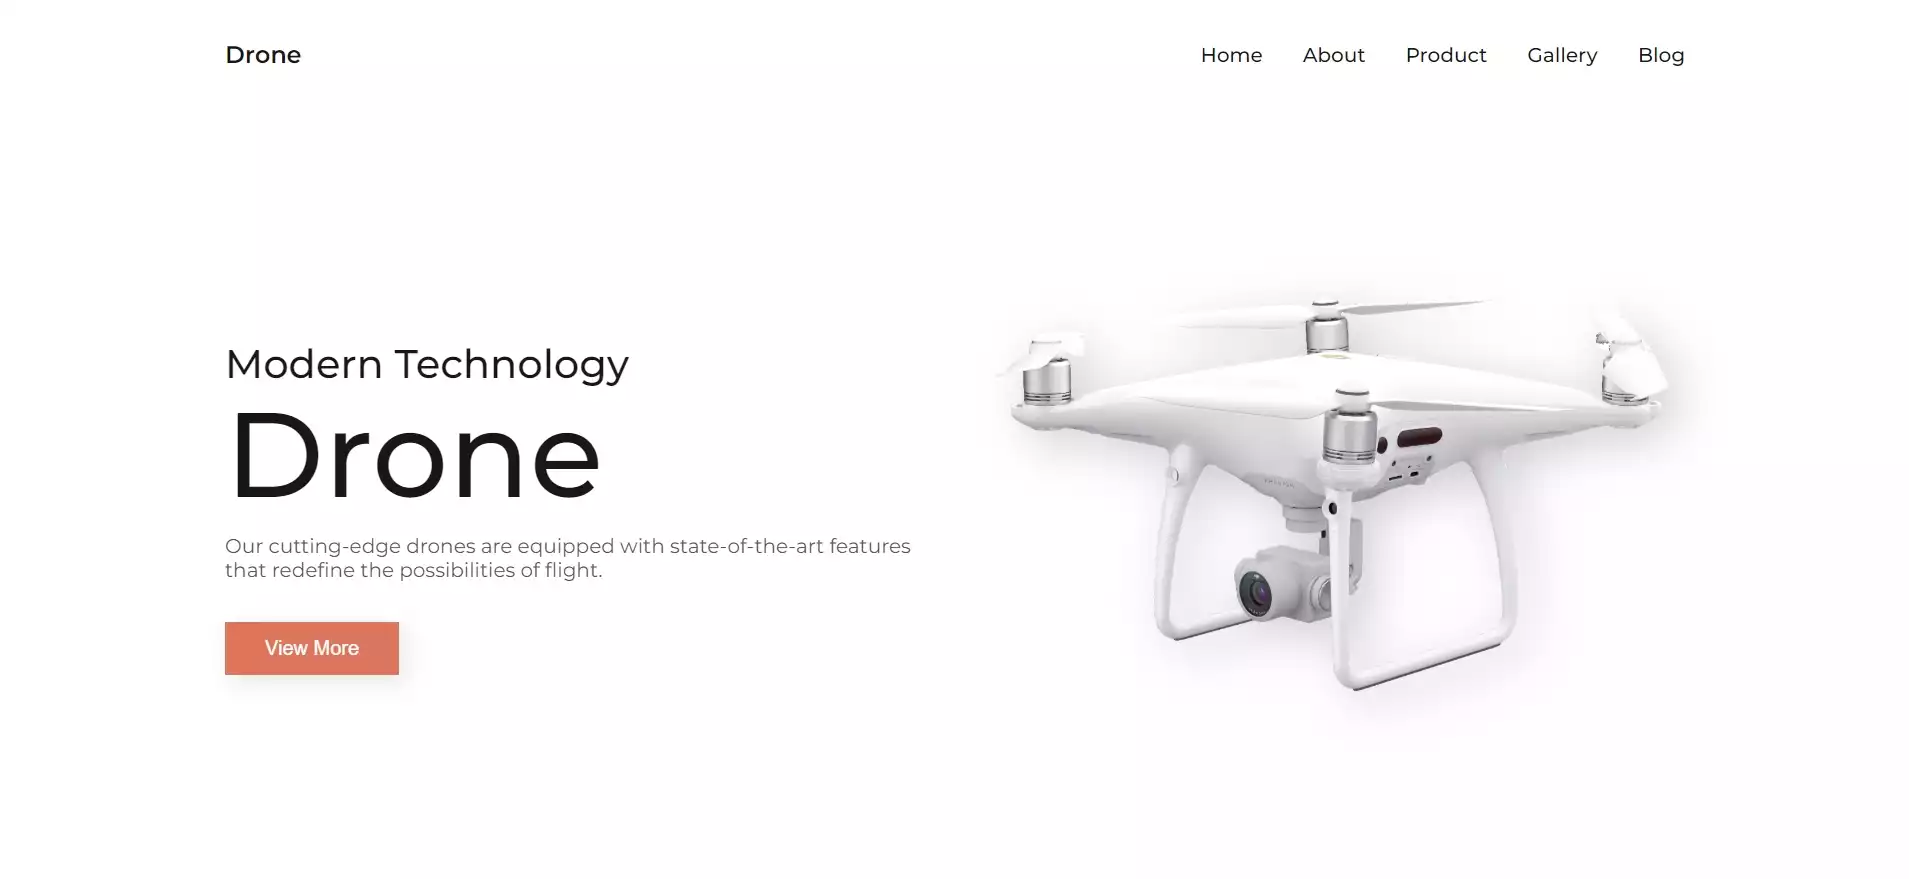 Drone
Home About Product Gallery Blog
Modern Technology
Drone
Our cutting-edge drones are equipped with state-of-the-art features
that redefine the possibilities of flight.
View More